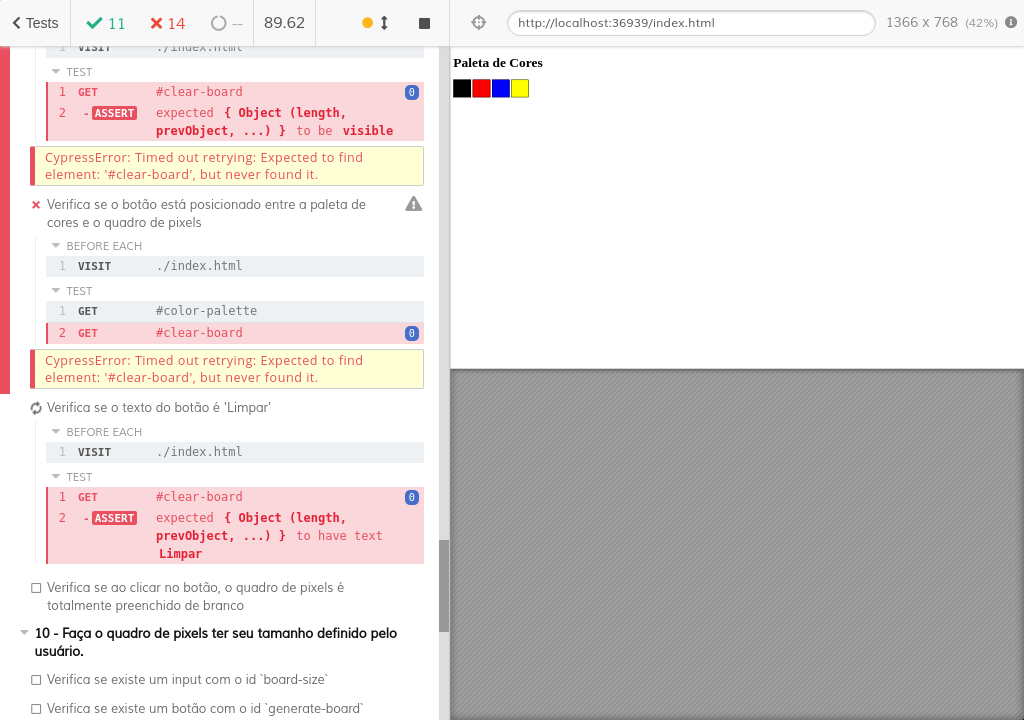 Tests
11
14
--
89.62
http://localhost:36939/index.html
1366 x 768 (42%)
1 VISIT ./index.html
TEST
1 GET #clear-board 0
2 -ASSERT expected { Object (length,
prevObject, ...) } to be visible
CypressError: Timed out retrying: Expected to find
element: '#clear-board', but never found it.
Verifica se o botão está posicionado entre a paleta de
cores e o quadro de pixels
BEFORE EACH
1 VISIT ./index.html
TEST
1 GET #color-palette
2 GET #clear-board 0
CypressError: Timed out retrying: Expected to find
element: '#clear-board', but never found it.
Verifica se o texto do botão é 'Limpar'
BEFORE EACH
1 VISIT ./index.html
TEST
1 GET #clear-board 0
2 -ASSERT expected { Object (length,
prevObject, ...) } to have text
Limpar
Verifica se ao clicar no botão, o quadro de pixels é
totalmente preenchido de branco
10 - Faça o quadro de pixels ter seu tamanho definido pelo
usuário.
Verifica se existe um input com o id `board-size`
Verifica se existe um botão com o id `generate-board`
Paleta de Cores